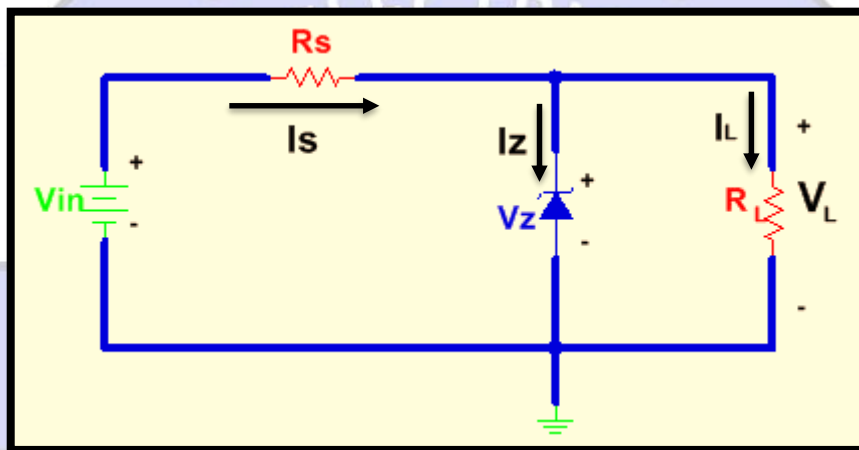 Rs
Is
Iz
IL
+
+
Vin
-
+
Vz
-
RL
VL
-